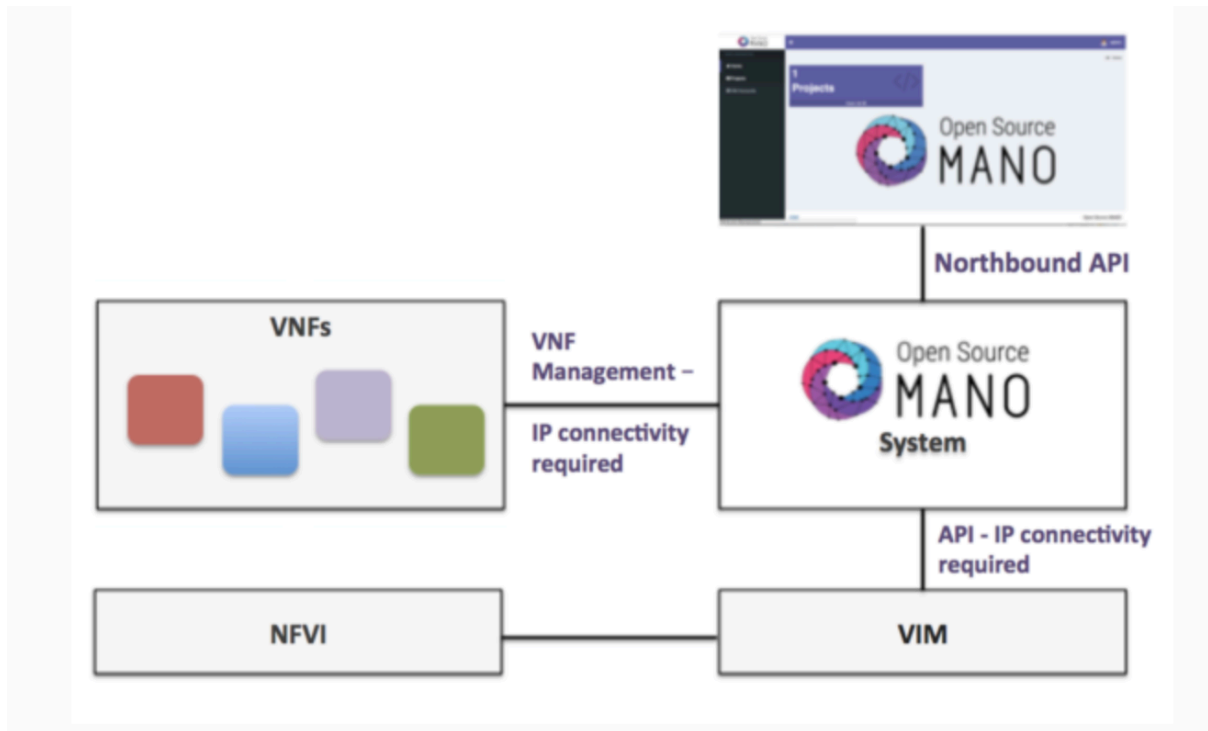 MANO
1
Projects
Open Source
MANO
Northbound API
VNFs
VNF
Management –
IP connectivity
required
Open Source
MANO
System
API - IP connectivity
required
NFVI
VIM